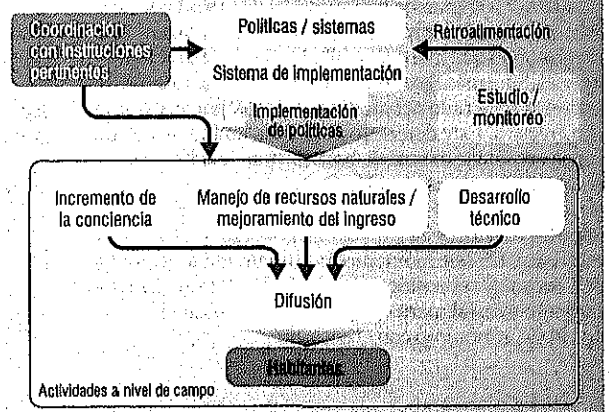 Coordinación
con instituciones
pertinentes
Políticas / sistemas
Retroalimentación
Sistema de implementación
Estudio /
monitoreo
Implementación
de políticas
Incremento de
la conciencia
Manejo de recursos naturales /
mejoramiento del ingreso
Desarrollo
técnico
Difusión
Habitantes
Actividades a nivel de campo